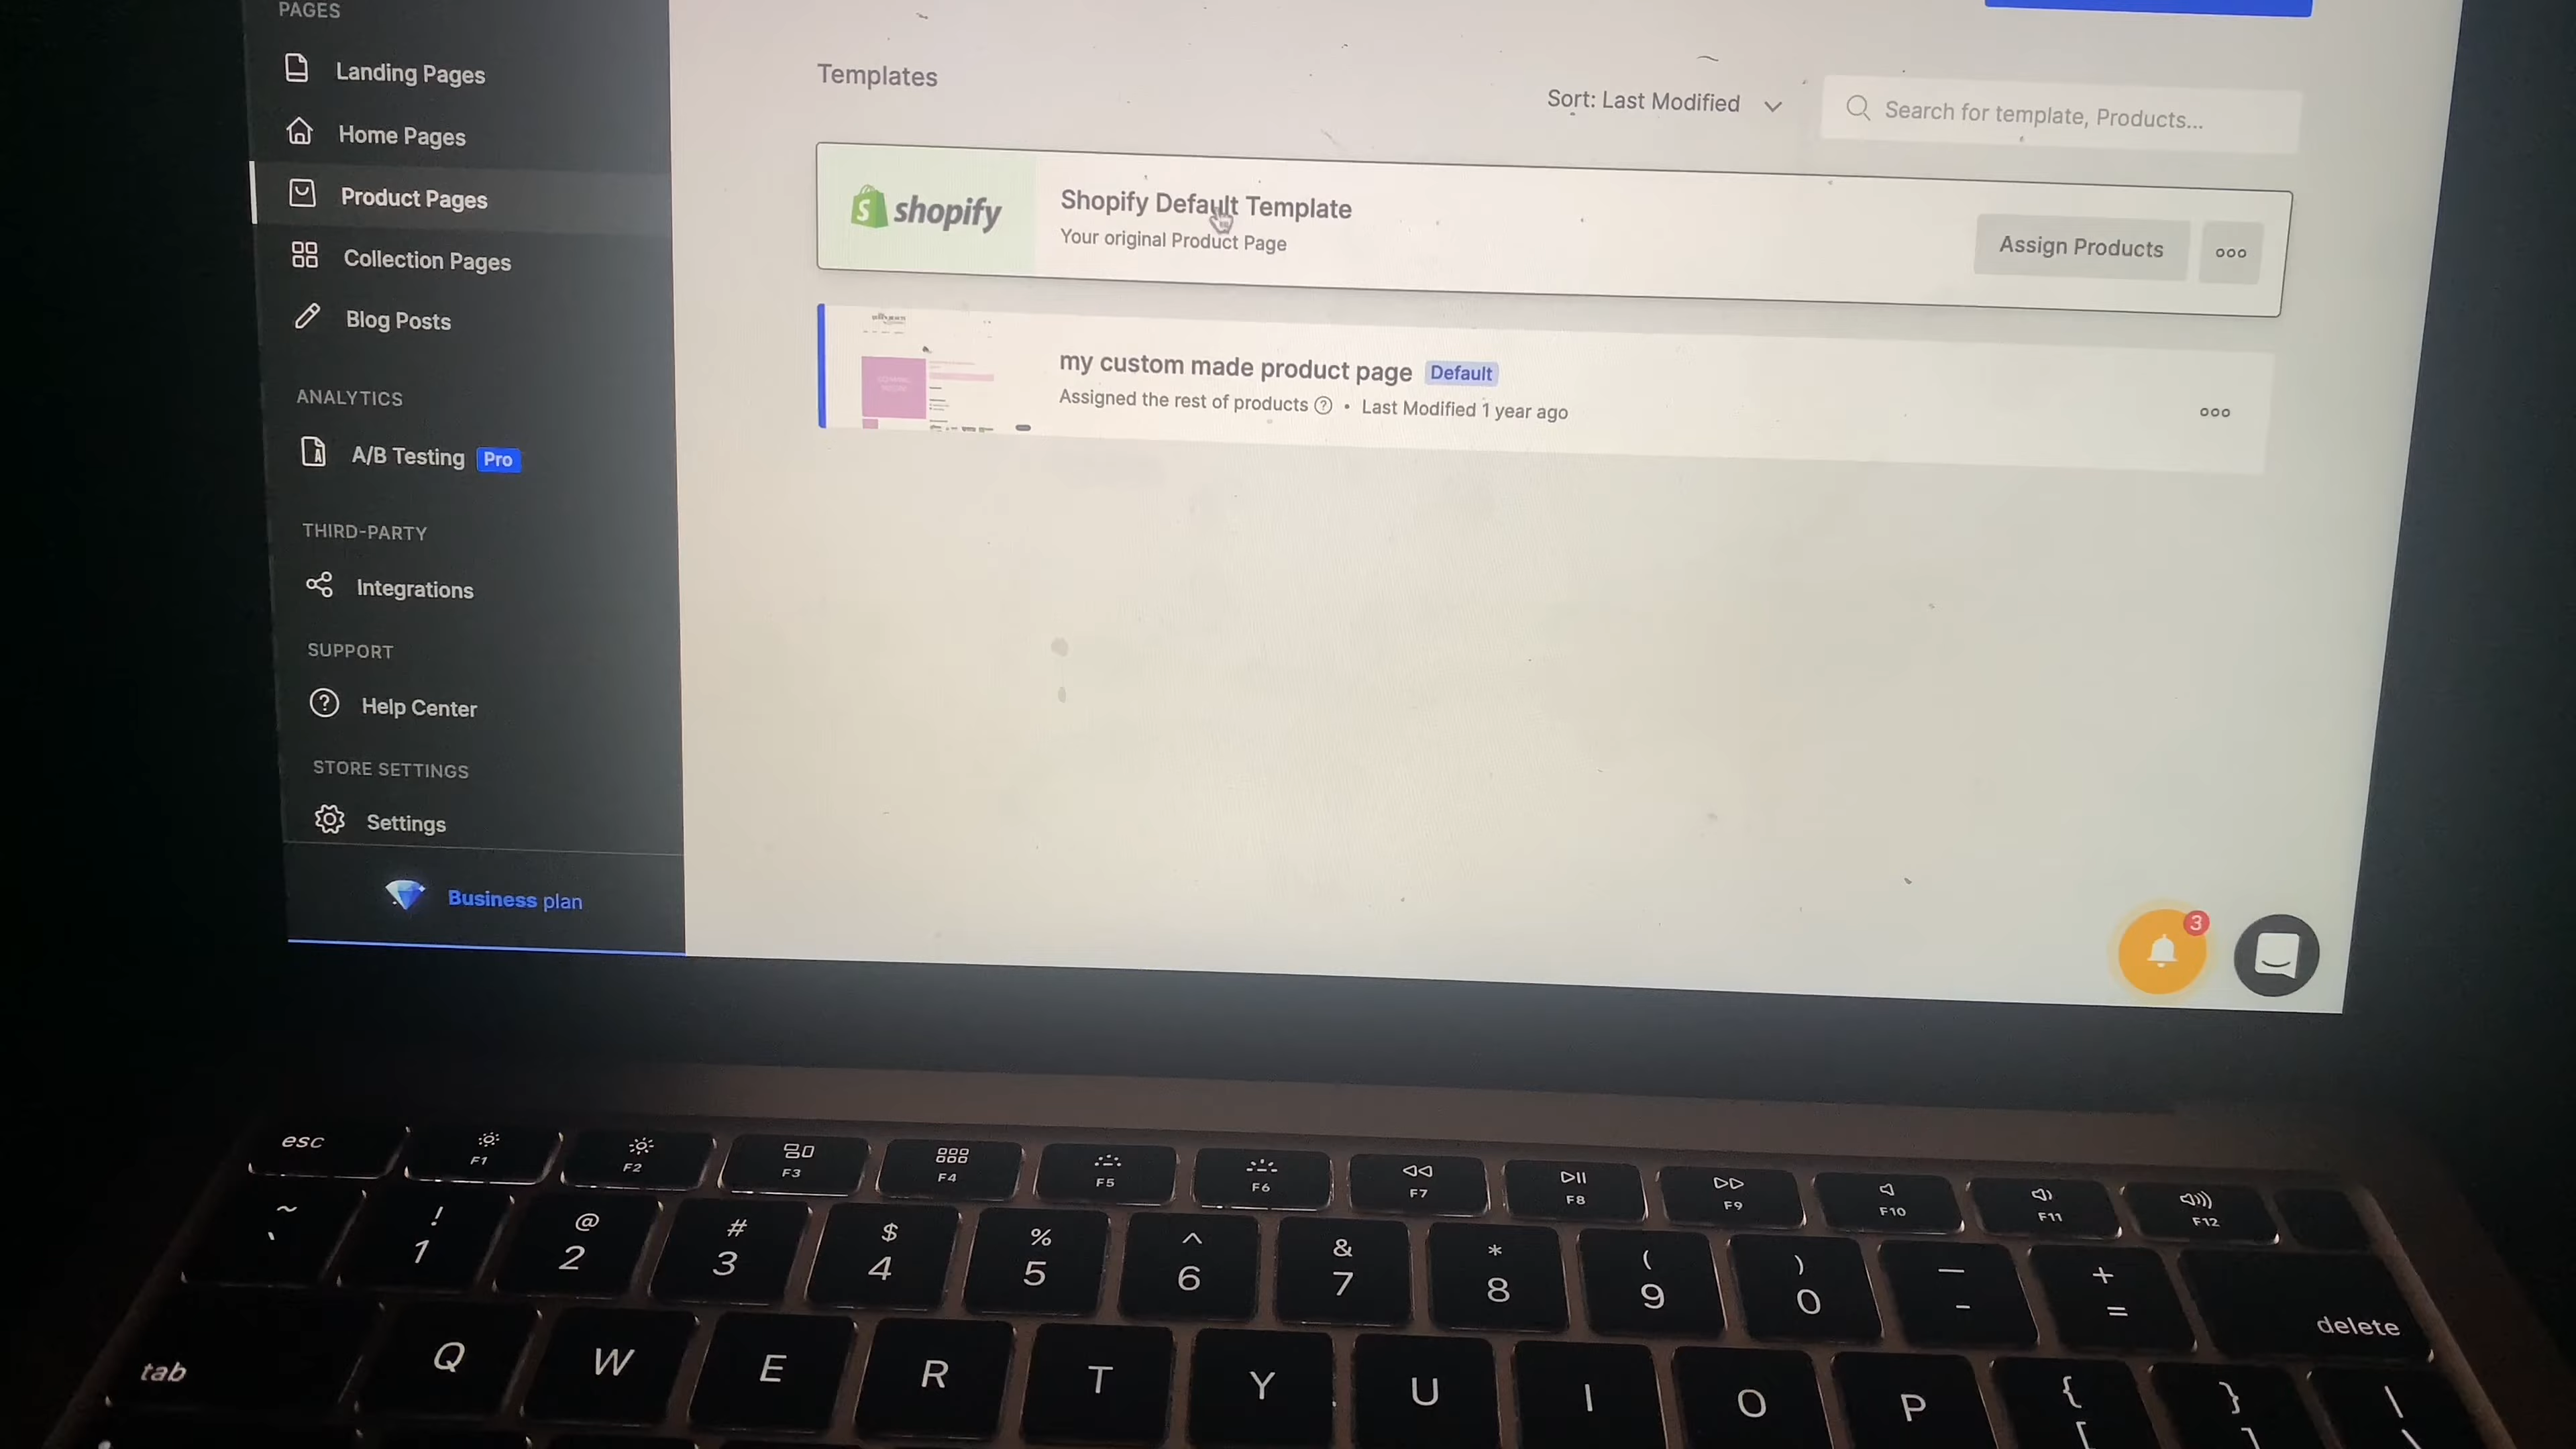 PAGES
Landing Pages
Home Pages
Product Pages
Collection Pages
Blog Posts
ANALYTICS
A/B Testing Pro
THIRD-PARTY
Integrations
SUPPORT
Help Center
STORE SETTINGS
Settings
Business plan
Templates
Sort: Last Modified
Search for template, Products...
shopify
Shopify Default Template
Your original Product Page
Assign Products
my custom made product page Default
Assigned the rest of products ? • Last Modified 1 year ago
3
esc F1 F2 F3 F4 F5 F6 F7 F8 F9 F10 F11 F12
~ ! @ # $ % ^ & * ( ) — +
` 1 2 3 4 5 6 7 8 9 0 - = delete
tab Q W E R T Y U I O P { } |
[ ] \